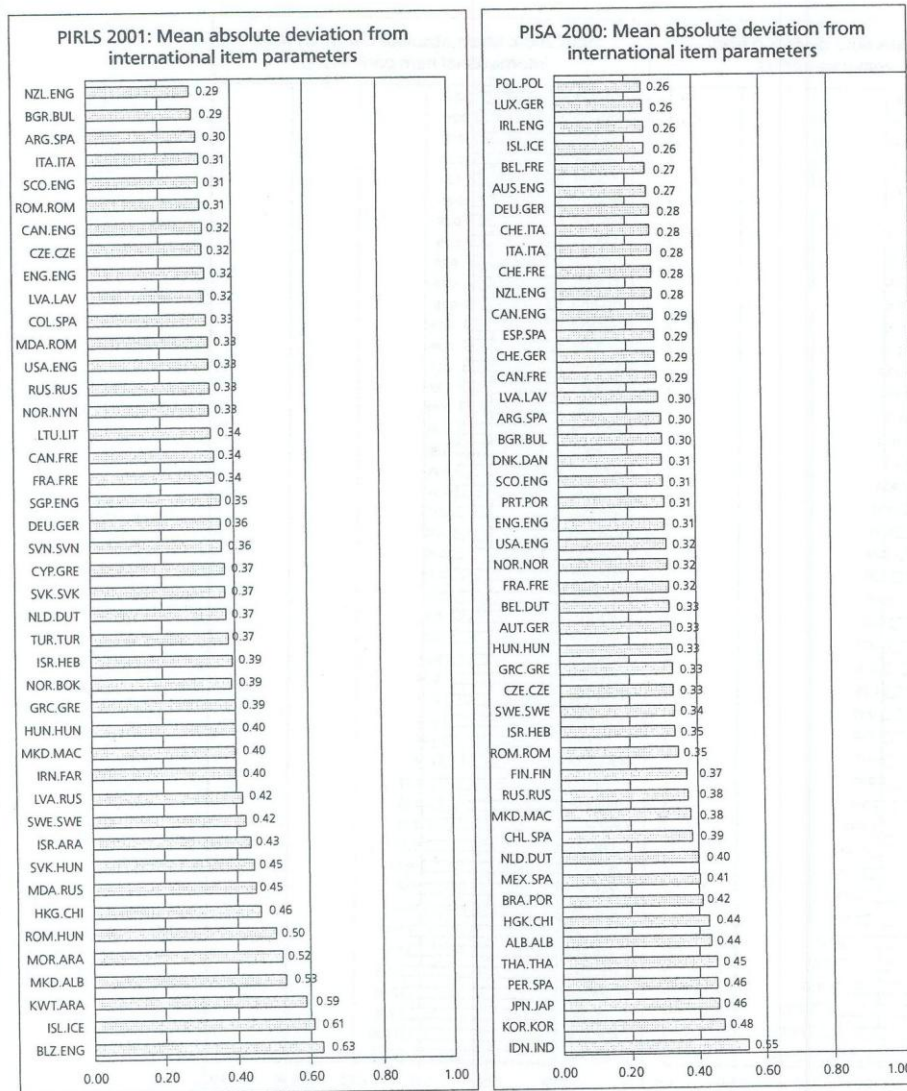 PIRLS 2001: Mean absolute deviation from
international item parameters
NZL.ENG 0.29
BGR.BUL 0.29
ARG.SPA 0.30
ITA.ITA 0.31
SCO.ENG 0.31
ROM.ROM 0.31
CAN.ENG 0.32
CZE.CZE 0.32
ENG.ENG 0.32
LVA.LAV 0.32
COL.SPA 0.33
MDA.ROM 0.33
USA.ENG 0.33
RUS.RUS 0.33
NOR.NYN 0.33
LTU.LIT 0.34
CAN.FRE 0.34
FRA.FRE 0.34
SGP.ENG 0.35
DEU.GER 0.36
SVN.SVN 0.36
CYP.GRE 0.37
SVK.SVK 0.37
NLD.DUT 0.37
TUR.TUR 0.37
ISR.HEB 0.39
NOR.BOK 0.39
GRC.GRE 0.39
HUN.HUN 0.40
MKD.MAC 0.40
IRN.FAR 0.40
LVA.RUS 0.42
SWE.SWE 0.42
ISR.ARA 0.43
SVK.HUN 0.45
MDA.RUS 0.45
HKG.CHI 0.46
ROM.HUN 0.50
MOR.ARA 0.52
MKD.ALB 0.53
KWT.ARA 0.59
ISL.ICE 0.61
BLZ.ENG 0.63
0.00 0.20 0.40 0.60 0.80 1.00
PISA 2000: Mean absolute deviation from
international item parameters
POL.POL 0.26
LUX.GER 0.26
IRL.ENG 0.26
ISL.ICE 0.26
BEL.FRE 0.27
AUS.ENG 0.27
DEU.GER 0.28
CHE.ITA 0.28
ITA.ITA 0.28
CHE.FRE 0.28
NZL.ENG 0.28
CAN.ENG 0.29
ESP.SPA 0.29
CHE.GER 0.29
CAN.FRE 0.29
LVA.LAV 0.30
ARG.SPA 0.30
BGR.BUL 0.30
DNK.DAN 0.31
SCO.ENG 0.31
PRT.POR 0.31
ENG.ENG 0.31
USA.ENG 0.32
NOR.NOR 0.32
FRA.FRE 0.32
BEL.DUT 0.33
AUT.GER 0.33
HUN.HUN 0.33
GRC.GRE 0.33
CZE.CZE 0.33
SWE.SWE 0.34
ISR.HEB 0.35
ROM.ROM 0.35
FIN.FIN 0.37
RUS.RUS 0.38
MKD.MAC 0.38
CHL.SPA 0.39
NLD.DUT 0.40
MEX.SPA 0.41
BRA.POR 0.42
HGK.CHI 0.44
ALB.ALB 0.44
THA.THA 0.45
PER.SPA 0.46
JPN.JAP 0.46
KOR.KOR 0.48
IDN.IND 0.55
0.00 0.20 0.40 0.60 0.80 1.00